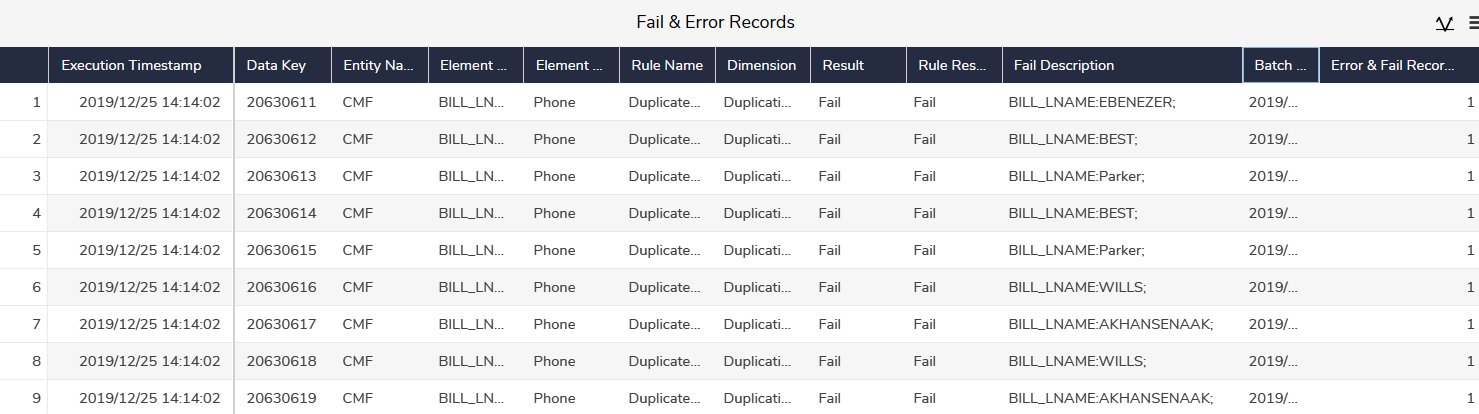 Fail & Error Records
Execution Timestamp Data Key Entity Na... Element ... Element ... Rule Name Dimension Result Rule Res... Fail Description Batch ... Error & Fail Recor...
1 2019/12/25 14:14:02 20630611 CMF BILL_LN... Phone Duplicate... Duplicati... Fail Fail BILL_LNAME:EBENEZER; 2019/... 1
2 2019/12/25 14:14:02 20630612 CMF BILL_LN... Phone Duplicate... Duplicati... Fail Fail BILL_LNAME:BEST; 2019/... 1
3 2019/12/25 14:14:02 20630613 CMF BILL_LN... Phone Duplicate... Duplicati... Fail Fail BILL_LNAME:Parker; 2019/... 1
4 2019/12/25 14:14:02 20630614 CMF BILL_LN... Phone Duplicate... Duplicati... Fail Fail BILL_LNAME:BEST; 2019/... 1
5 2019/12/25 14:14:02 20630615 CMF BILL_LN... Phone Duplicate... Duplicati... Fail Fail BILL_LNAME:Parker; 2019/... 1
6 2019/12/25 14:14:02 20630616 CMF BILL_LN... Phone Duplicate... Duplicati... Fail Fail BILL_LNAME:WILLS; 2019/... 1
7 2019/12/25 14:14:02 20630617 CMF BILL_LN... Phone Duplicate... Duplicati... Fail Fail BILL_LNAME:AKHANSENAAK; 2019/... 1
8 2019/12/25 14:14:02 20630618 CMF BILL_LN... Phone Duplicate... Duplicati... Fail Fail BILL_LNAME:WILLS; 2019/... 1
9 2019/12/25 14:14:02 20630619 CMF BILL_LN... Phone Duplicate... Duplicati... Fail Fail BILL_LNAME:AKHANSENAAK; 2019/... 1